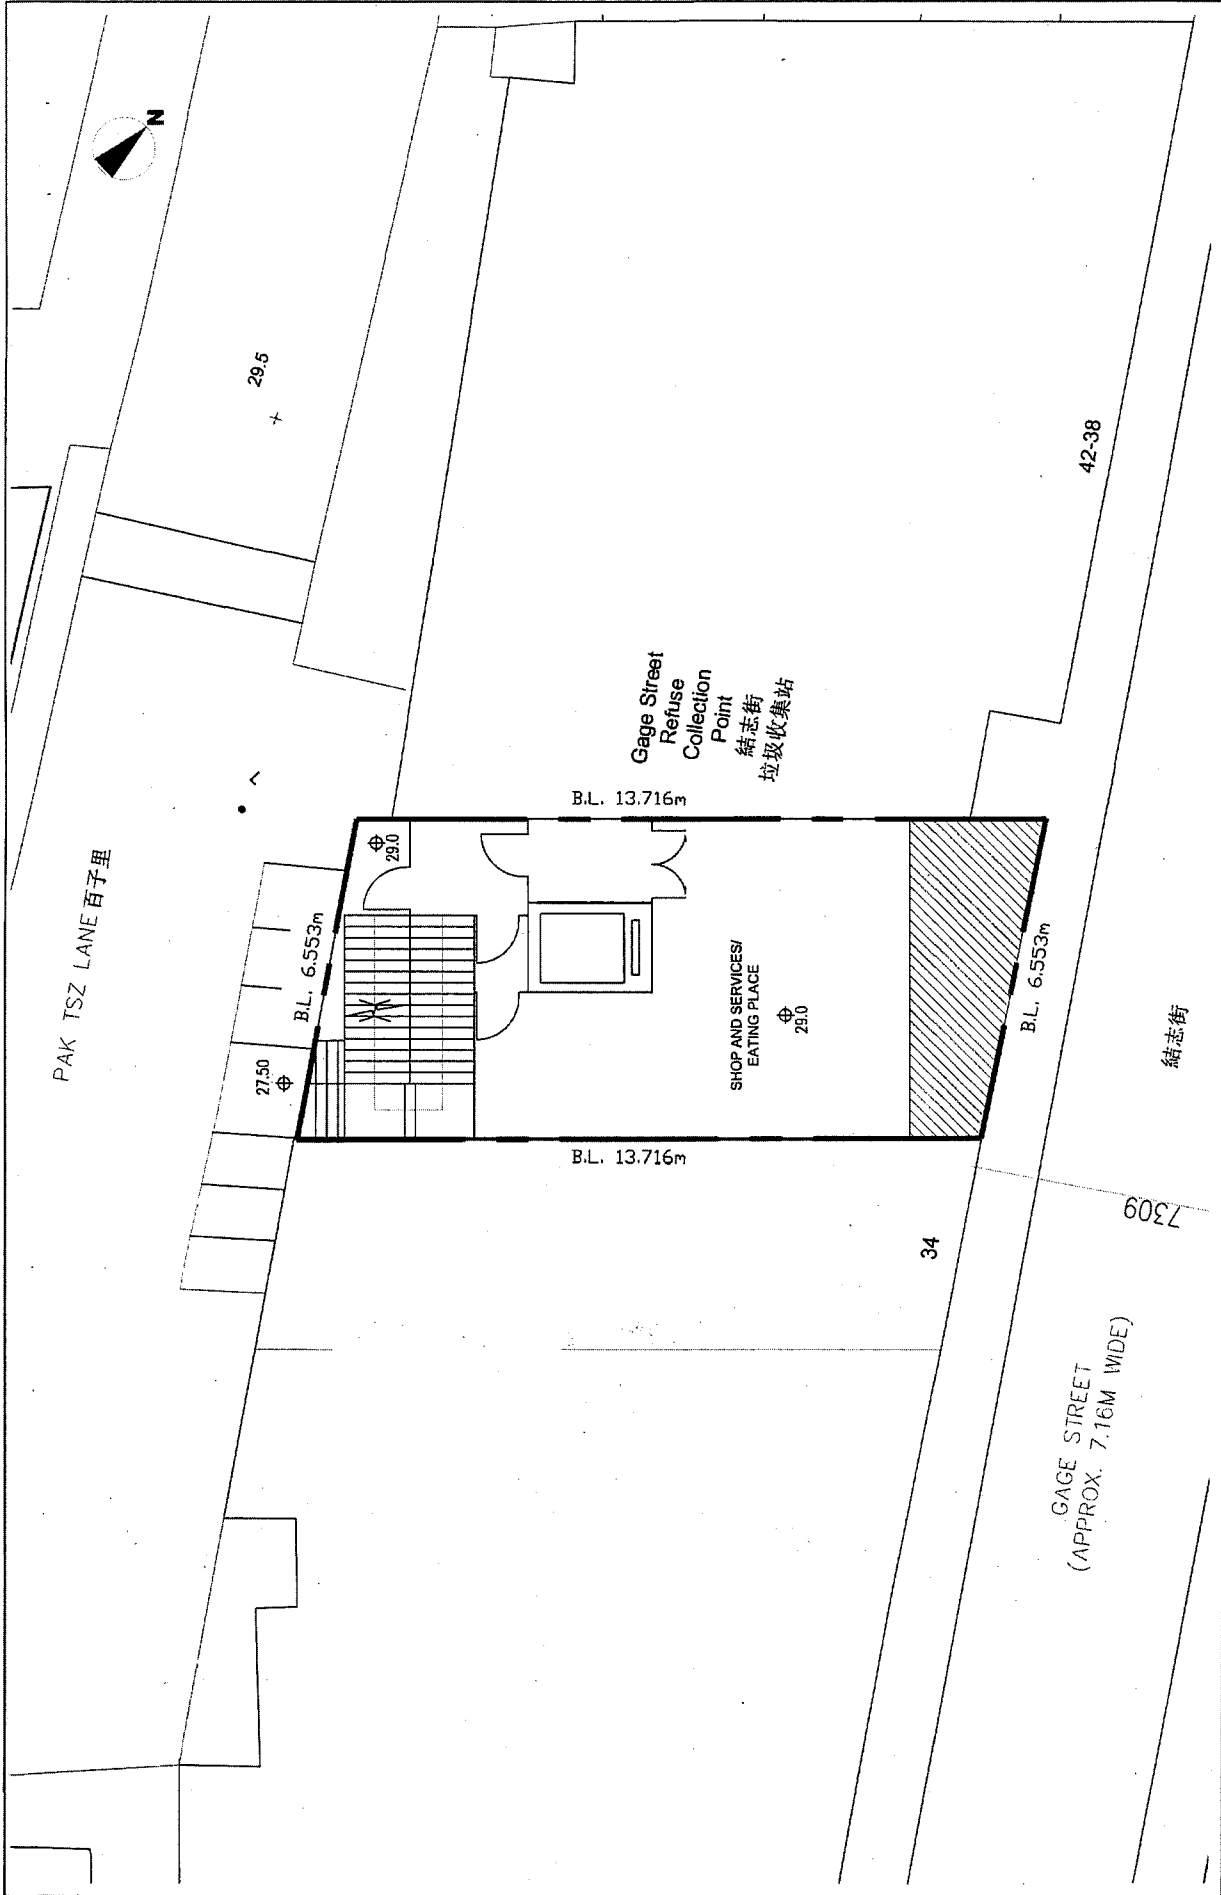 N
29.5
PAK TSZ LANE 百子里
42-38
Gage Street
Refuse
Collection
Point
結志街
垃圾收集站
B.L. 13.716m
29.0
B.L. 6.553m
27.50
SHOP AND SERVICES/
EATING PLACE
29.0
B.L. 6.553m
結志街
B.L. 13.716m
7309
34
GAGE STREET
(APPROX. 7.16M WIDE)